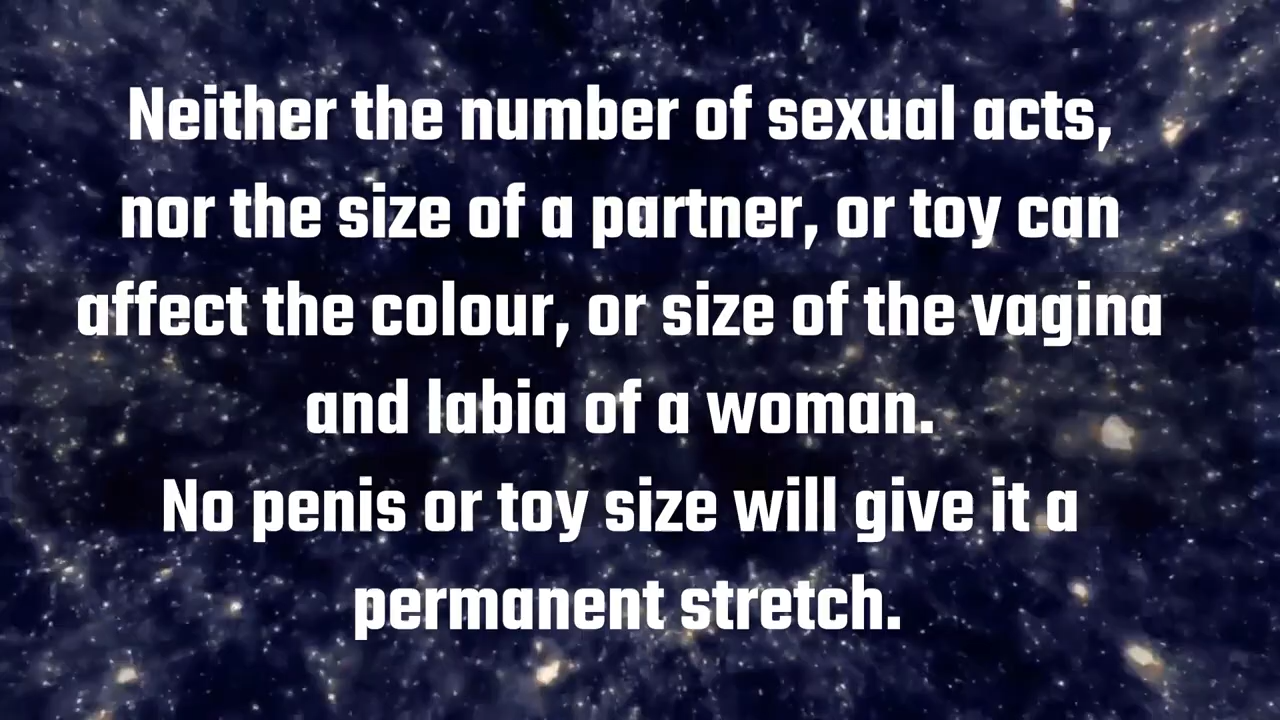 Neither the number of sexual acts,
nor the size of a partner, or toy can
affect the colour, or size of the vagina
and labia of a woman.
No penis or toy size will give it a
permanent stretch.